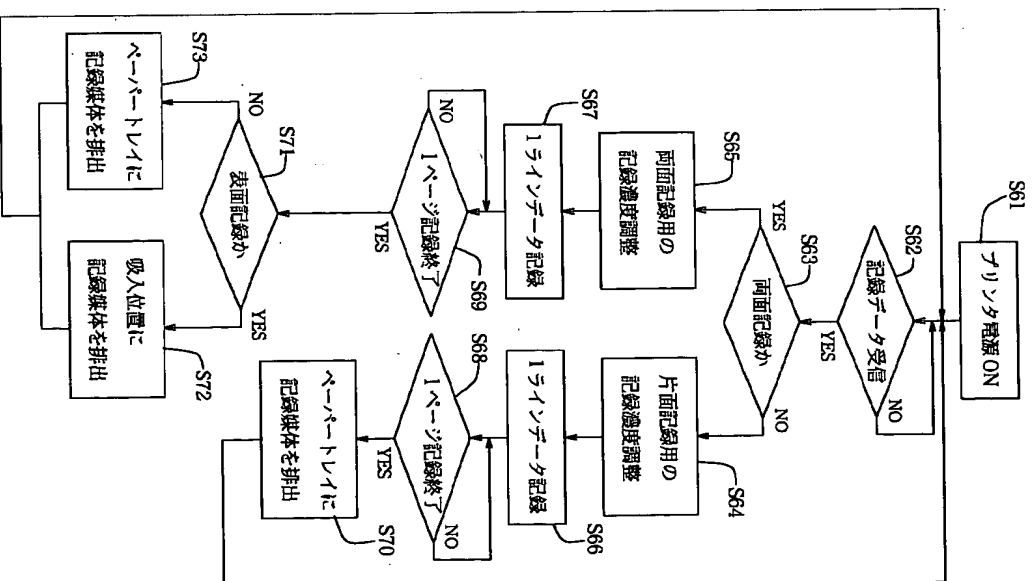 S61
プリンタ電源ON
S62
記録データ受信
NO
YES
S63
両面記録か
YES
NO
S65
両面記録用の
記録濃度調整
片面記録用の
記録濃度調整
S64
S67
1ラインデータ記録
1ラインデータ記録
S66
NO
1ページ記録終了
S69
YES
S68
1ページ記録終了
NO
YES
S71
表面記録か
NO
YES
S73
ペーパートレイに
記録媒体を排出
吸入位置に
記録媒体を排出
S72
ペーパートレイに
記録媒体を排出
S70